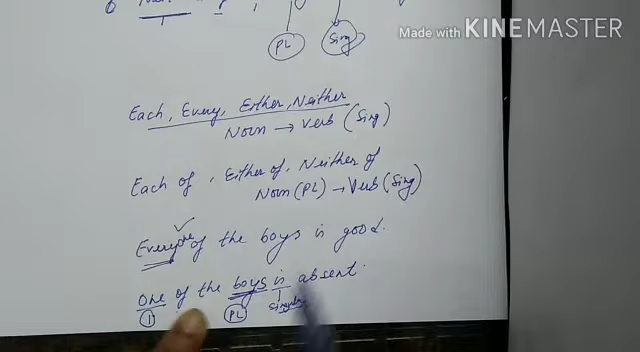 Made with KINEMASTER
PL Sing
Each, Every, Either, Neither
Noun → Verb (Sing)
Each of, Either of, Neither of
Noun (PL) → Verb (Sing)
Everyone of the boys is good.
One of the boys is absent.
1 PL